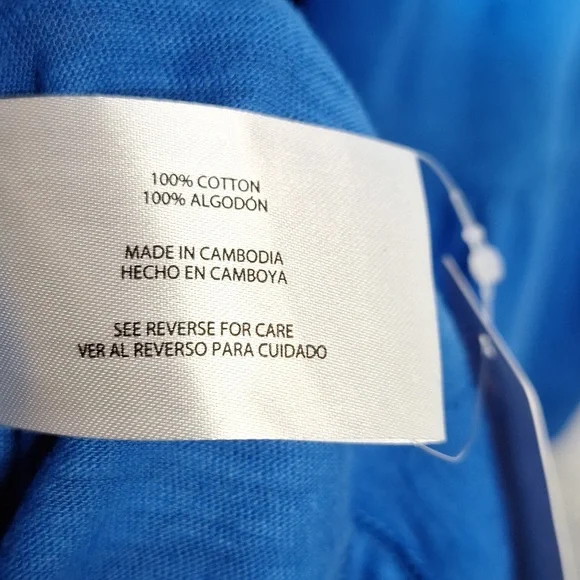 100% COTTON
100% ALGODÓN
MADE IN CAMBODIA
HECHO EN CAMBOYA
SEE REVERSE FOR CARE
VER AL REVERSO PARA CUIDADO